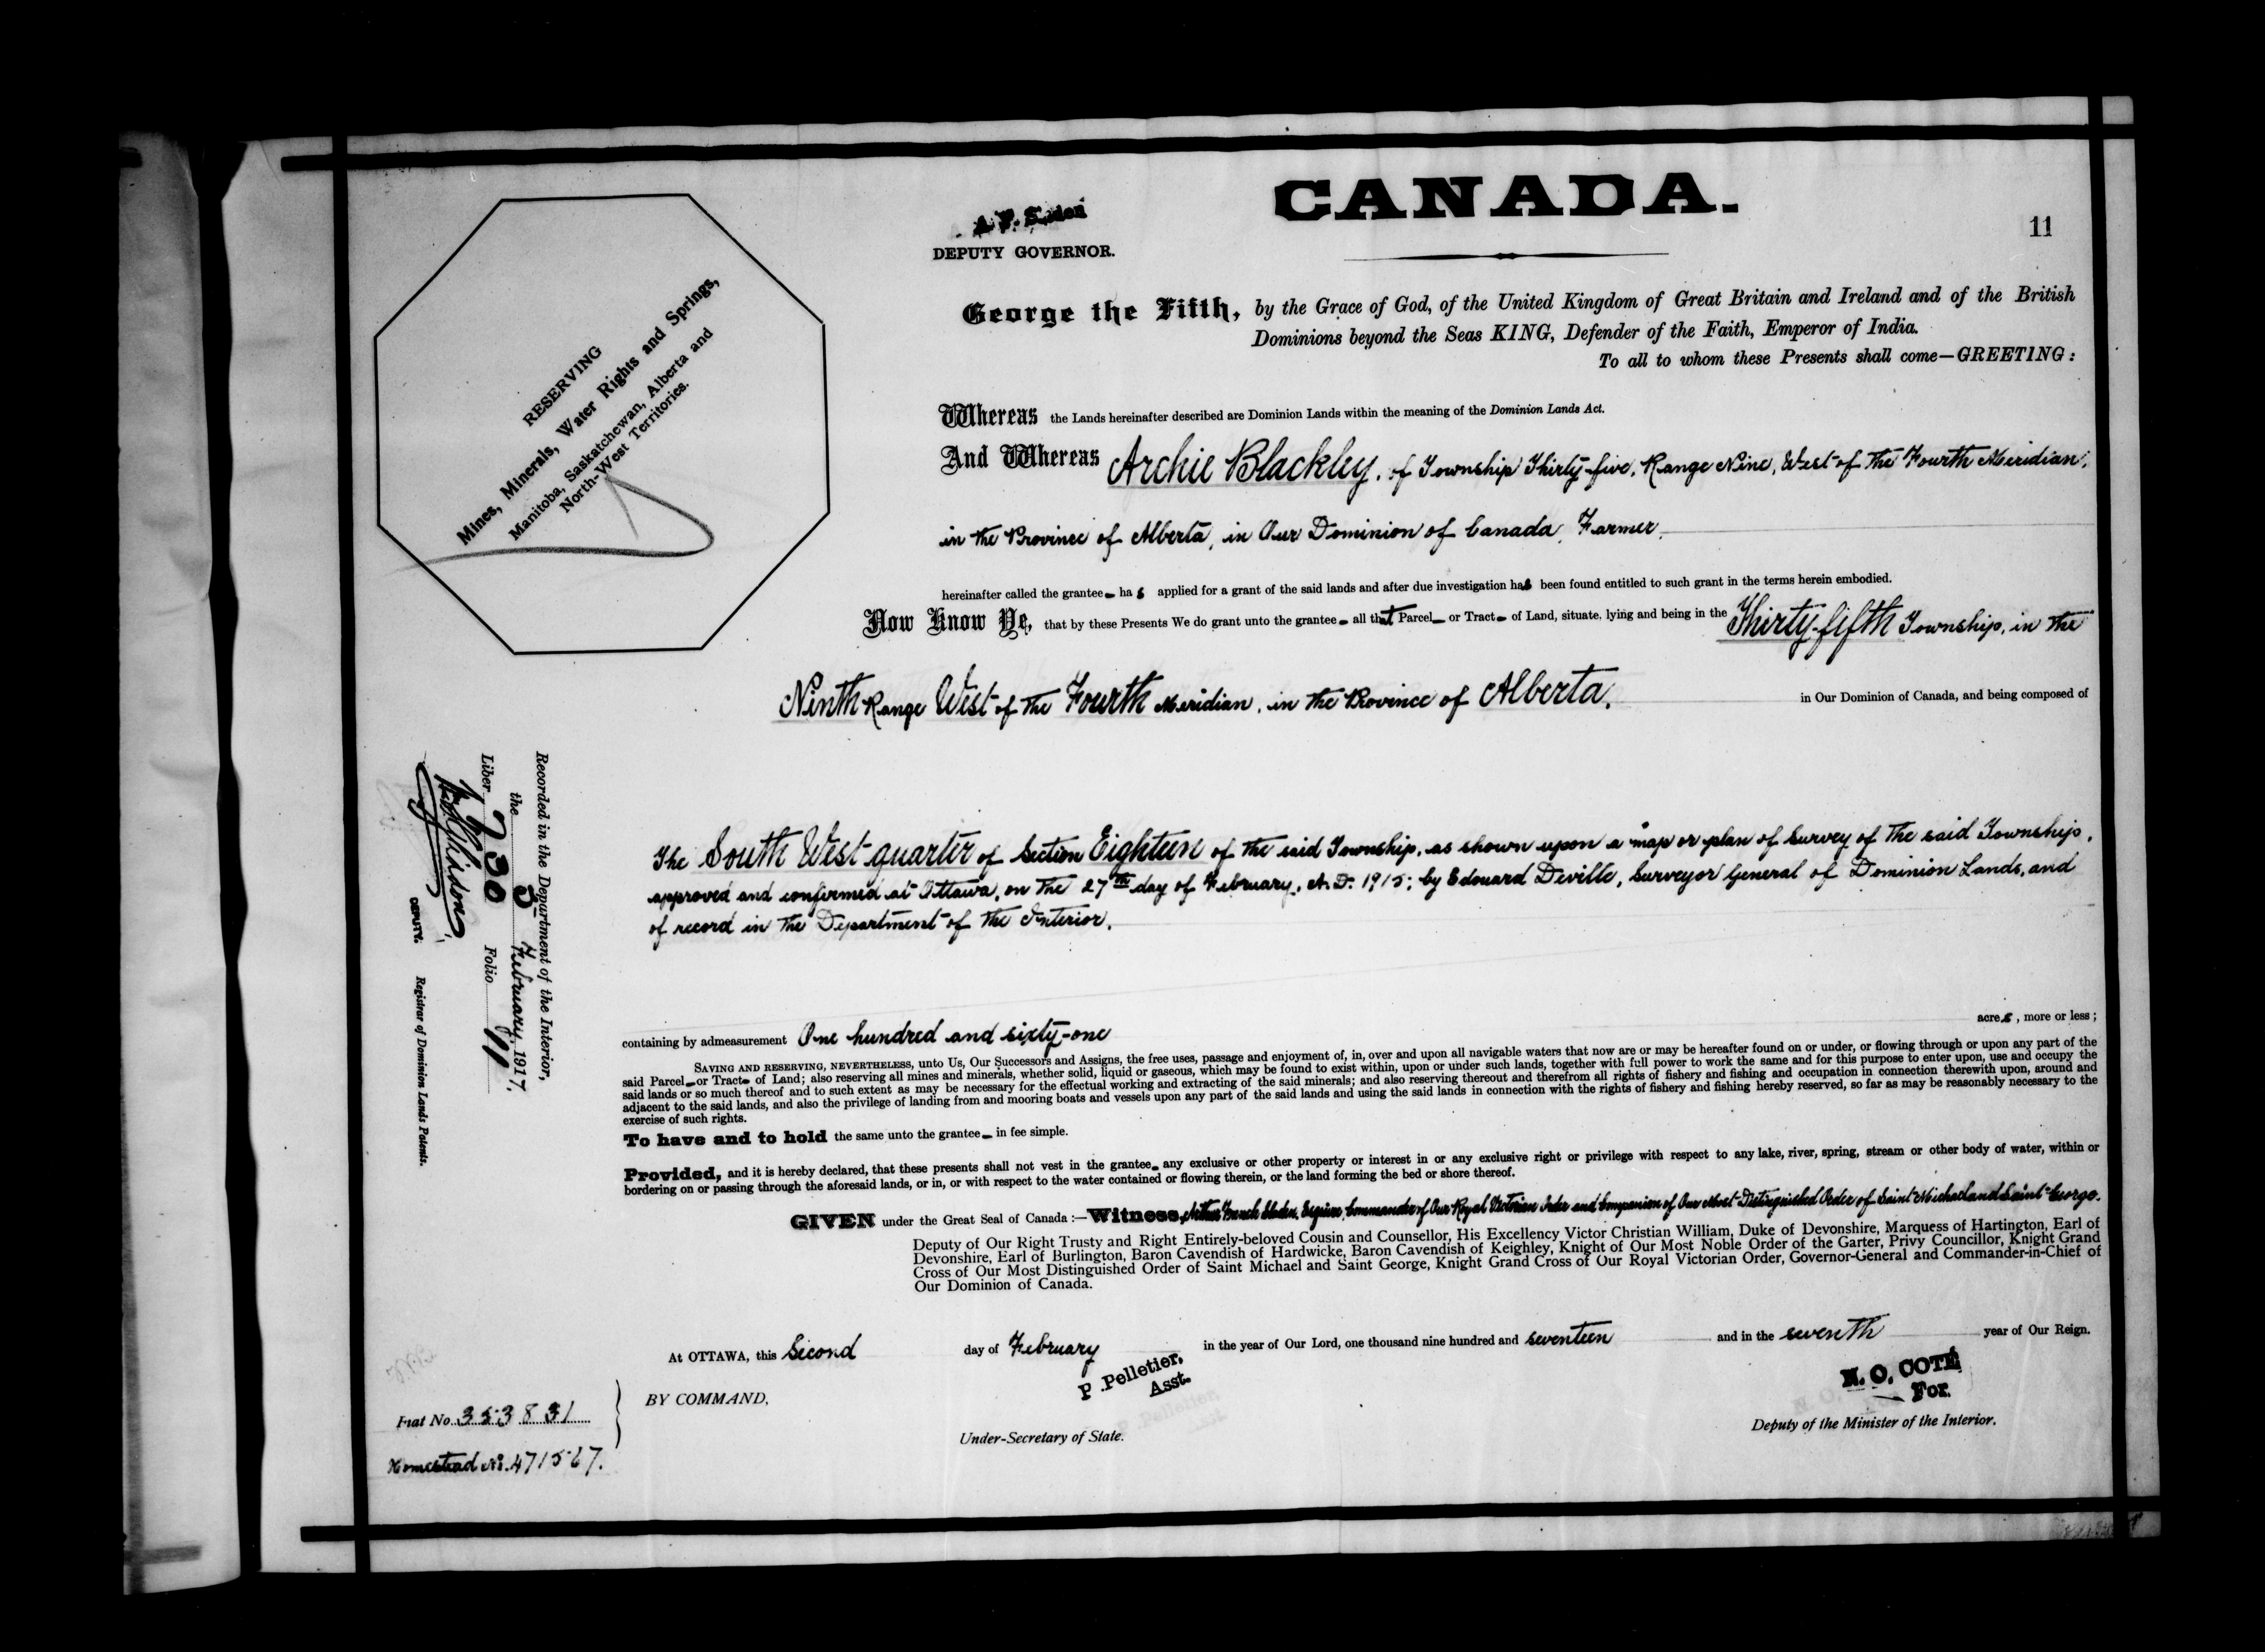 CANADA.
11
A. F. Sladen
DEPUTY GOVERNOR.
RESERVING
Mines, Minerals, Water Rights and Springs,
Manitoba, Saskatchewan, Alberta and
North-West Territories.
George the Fifth, by the Grace of God, of the United Kingdom of Great Britain and Ireland and of the British
Dominions beyond the Seas KING, Defender of the Faith, Emperor of India.
To all to whom these Presents shall come—GREETING:
Whereas the Lands hereinafter described are Dominion Lands within the meaning of the Dominion Lands Act.
And Whereas Archie Blackley, of Township Thirty-five, Range Nine, West of the Fourth Meridian,
in the Province of Alberta, in Our Dominion of Canada, Farmer,
hereinafter called the grantee has applied for a grant of the said lands and after due investigation has been found entitled to such grant in the terms herein embodied.
Now Know Ye, that by these Presents We do grant unto the grantee all that Parcel or Tract of Land, situate, lying and being in the Thirty-fifth Township, in the
Ninth Range West of the Fourth Meridian, in the Province of Alberta, in Our Dominion of Canada, and being composed of
The South West quarter of Section Eighteen of the said Township, as shown upon a map or plan of Survey of the said Township,
approved and confirmed at Ottawa, on the 27th day of February, A.D. 1915; by Edouard Deville, Surveyor General of Dominion Lands, and
of record in the Department of the Interior.
containing by admeasurement One hundred and sixty-one acres, more or less;
SAVING AND RESERVING, NEVERTHELESS, unto Us, Our Successors and Assigns, the free uses, passage and enjoyment of, in, over and upon all navigable waters that now are or may be hereafter found on or under, or flowing through or upon any part of the
said Parcel or Tract of Land; also reserving all mines and minerals, whether solid, liquid or gaseous, which may be found to exist within, upon or under such lands, together with full power to work the same and for this purpose to enter upon, use and occupy the
said lands or so much thereof and to such extent as may be necessary for the effectual working and extracting of the said minerals; and also reserving thereout and therefrom all rights of fishery and fishing and occupation in connection therewith upon, around and
adjacent to the said lands, and also the privilege of landing from and mooring boats and vessels upon any part of the said lands and using the said lands in connection with the rights of fishery and fishing hereby reserved, so far as may be reasonably necessary to the
exercise of such rights.
To have and to hold the same unto the grantee in fee simple.
Provided, and it is hereby declared, that these presents shall not vest in the grantee any exclusive or other property or interest in or any exclusive right or privilege with respect to any lake, river, spring, stream or other body of water, within or
bordering on or passing through the aforesaid lands, or in, or with respect to the water contained or flowing therein, or the land forming the bed or shore thereof.
GIVEN under the Great Seal of Canada:—Witness, Arthur French Sladen, Esquire, Commander of Our Royal Victorian Order and Companion of Our Most Distinguished Order of Saint Michael and Saint George.
Deputy of Our Right Trusty and Right Entirely-beloved Cousin and Counsellor, His Excellency Victor Christian William, Duke of Devonshire, Marquess of Hartington, Earl of
Devonshire, Earl of Burlington, Baron Cavendish of Hardwicke, Baron Cavendish of Keighley, Knight of Our Most Noble Order of the Garter, Privy Councillor, Knight Grand
Cross of Our Most Distinguished Order of Saint Michael and Saint George, Knight Grand Cross of Our Royal Victorian Order, Governor-General and Commander-in-Chief of
Our Dominion of Canada.
At OTTAWA, this Second day of February in the year of Our Lord, one thousand nine hundred and seventeen and in the seventh year of Our Reign.
BY COMMAND,
P. Pelletier,
Asst.
Under-Secretary of State.
N. O. COTÉ
For
Deputy of the Minister of the Interior.
Fiat No. 353831
Homestead No. 471567.
Recorded in the Department of the Interior,
the 5 February, 1917,
Liber 730 Folio 11
DEPUTY. Registrar of Dominion Lands Patents.